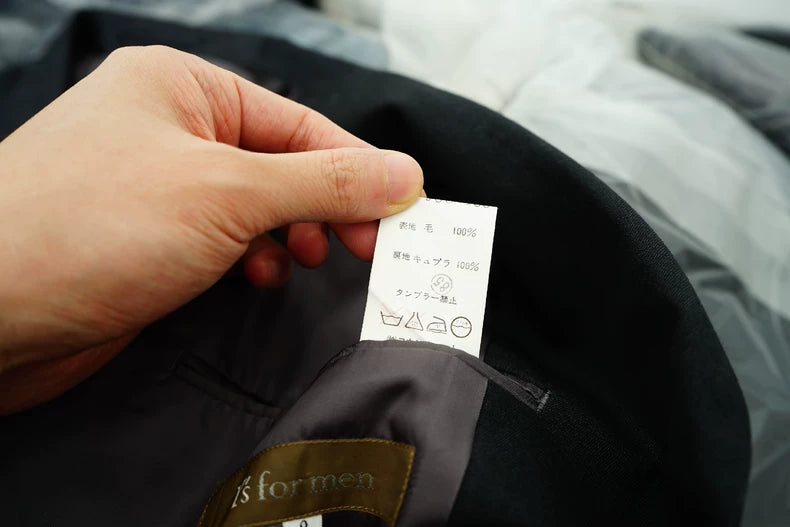 表地 毛 100%
裏地 キュプラ 100%
85
タンブラー禁止
's for men